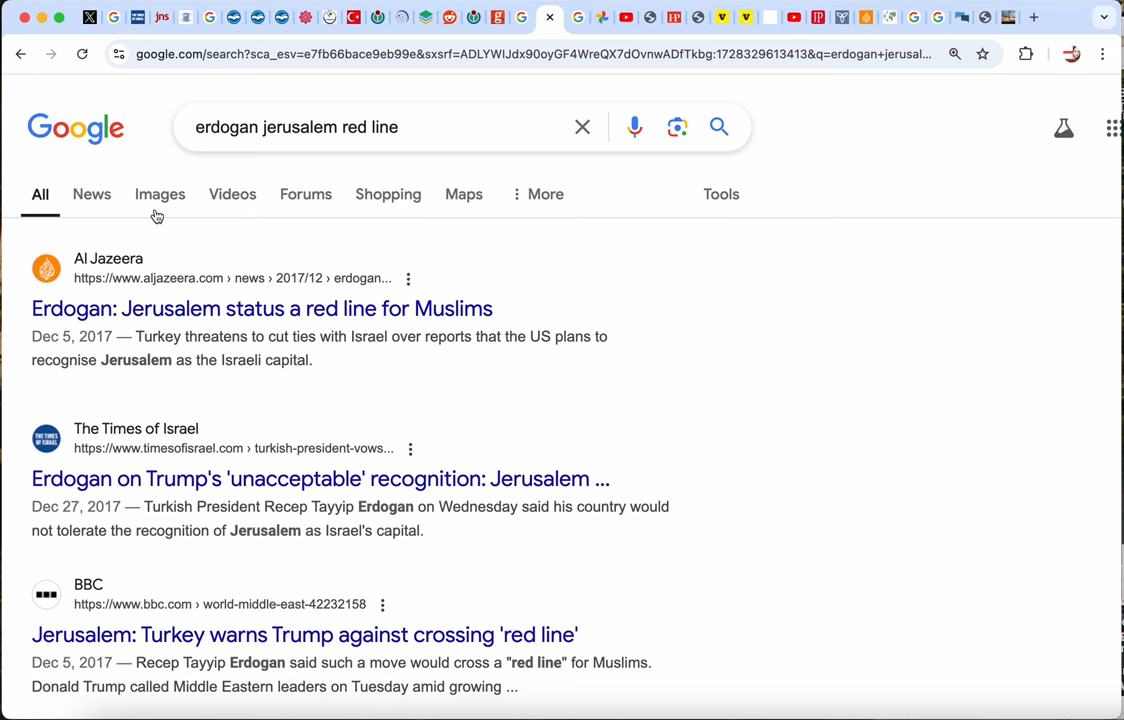 google.com/search?sca_esv=e7fb66bace9eb99e&sxsrf=ADLYWIJdx90oyGF4WreQX7dOvnwADfTkbg:1728329613413&q=erdogan+jerusal...
Google
erdogan jerusalem red line
All News Images Videos Forums Shopping Maps More Tools
Al Jazeera
https://www.aljazeera.com › news › 2017/12 › erdogan...
Erdogan: Jerusalem status a red line for Muslims
Dec 5, 2017 — Turkey threatens to cut ties with Israel over reports that the US plans to
recognise Jerusalem as the Israeli capital.
THE TIMES OF ISRAEL
The Times of Israel
https://www.timesofisrael.com › turkish-president-vows...
Erdogan on Trump's 'unacceptable' recognition: Jerusalem ...
Dec 27, 2017 — Turkish President Recep Tayyip Erdogan on Wednesday said his country would
not tolerate the recognition of Jerusalem as Israel's capital.
BBC
https://www.bbc.com › world-middle-east-42232158
Jerusalem: Turkey warns Trump against crossing 'red line'
Dec 5, 2017 — Recep Tayyip Erdogan said such a move would cross a "red line" for Muslims.
Donald Trump called Middle Eastern leaders on Tuesday amid growing ...